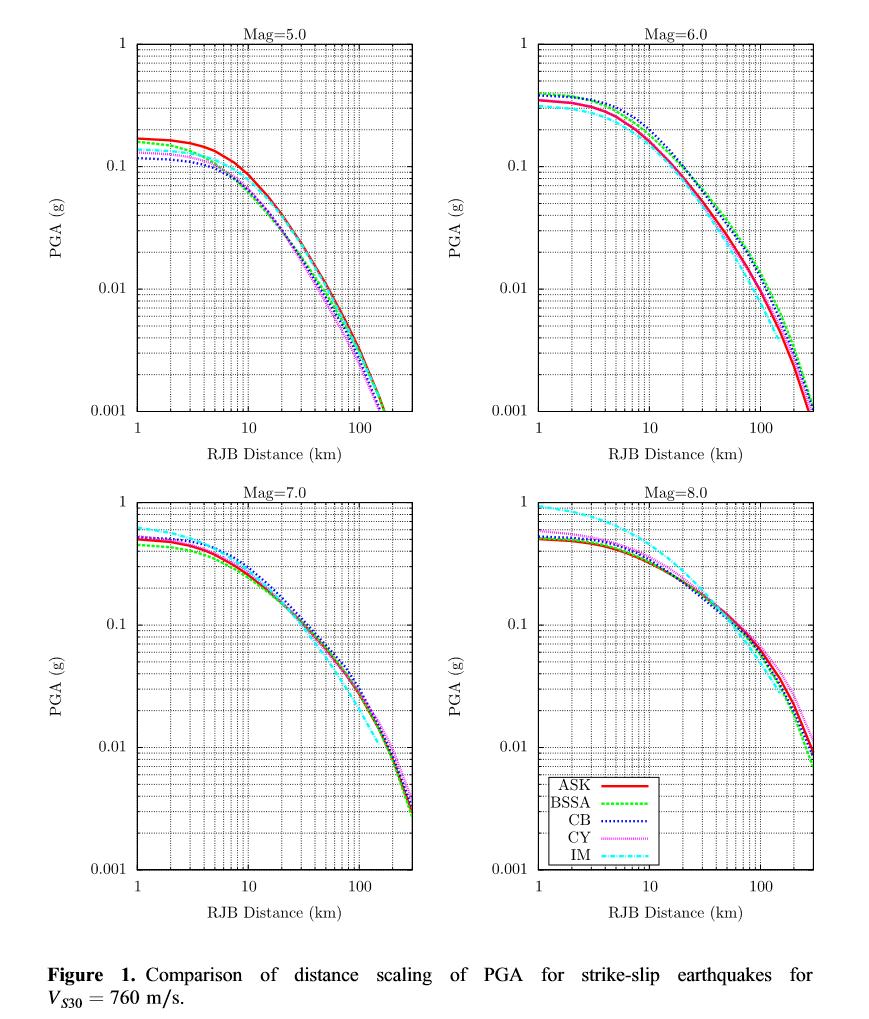 Mag=5.0
1
0.1
0.01
0.001
PGA (g)
1 10 100
RJB Distance (km)
Mag=6.0
1
0.1
0.01
0.001
PGA (g)
1 10 100
RJB Distance (km)
Mag=7.0
1
0.1
0.01
0.001
PGA (g)
1 10 100
RJB Distance (km)
Mag=8.0
1
0.1
0.01
0.001
PGA (g)
ASK
BSSA
CB
CY
IM
1 10 100
RJB Distance (km)
Figure 1. Comparison of distance scaling of PGA for strike-slip earthquakes for
V_S30 = 760 m/s.